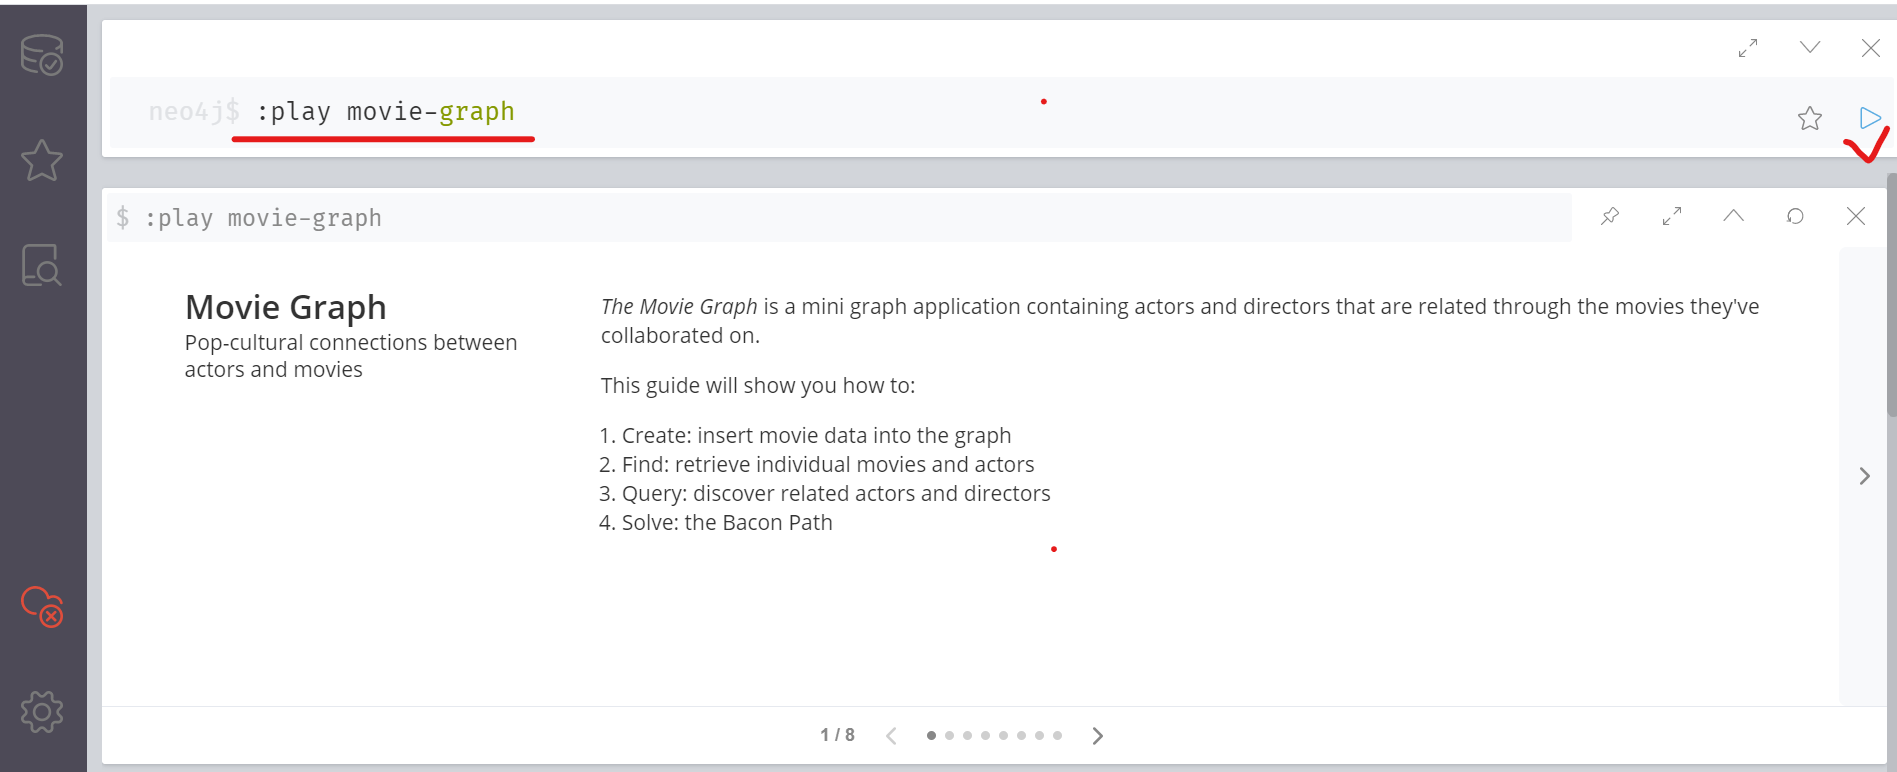 neo4j$ :play movie-graph
$ :play movie-graph
Movie Graph
Pop-cultural connections between
actors and movies
The Movie Graph is a mini graph application containing actors and directors that are related through the movies they've
collaborated on.
This guide will show you how to:
1. Create: insert movie data into the graph
2. Find: retrieve individual movies and actors
3. Query: discover related actors and directors
4. Solve: the Bacon Path
1 / 8